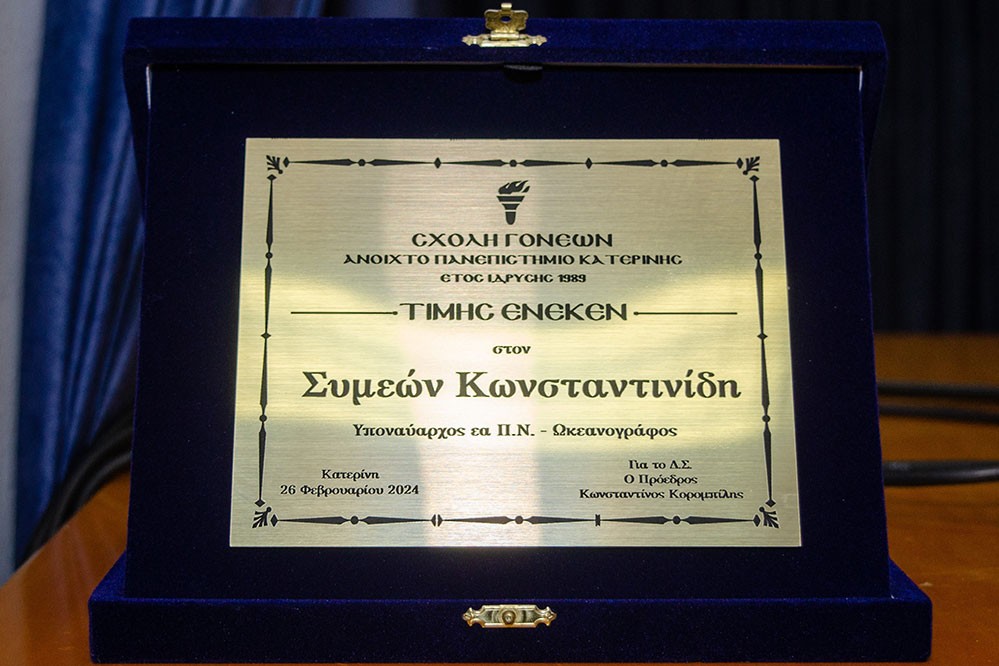 ΣΧΟΛΗ ΓΟΝΕΩΝ
ΑΝΟΙΧΤΟ ΠΑΝΕΠΙΣΤΗΜΙΟ ΚΑΤΕΡΙΝΗΣ
ΕΤΟΣ ΙΔΡΥΣΗΣ 1989
ΤΙΜΗΣ ΕΝΕΚΕΝ
στον
Συμεών Κωνσταντινίδη
Υποναύαρχος εα Π.Ν. - Ωκεανογράφος
Κατερίνη
26 Φεβρουαρίου 2024
Για το Δ.Σ.
Ο Πρόεδρος
Κωνσταντίνος Κορομπίλης